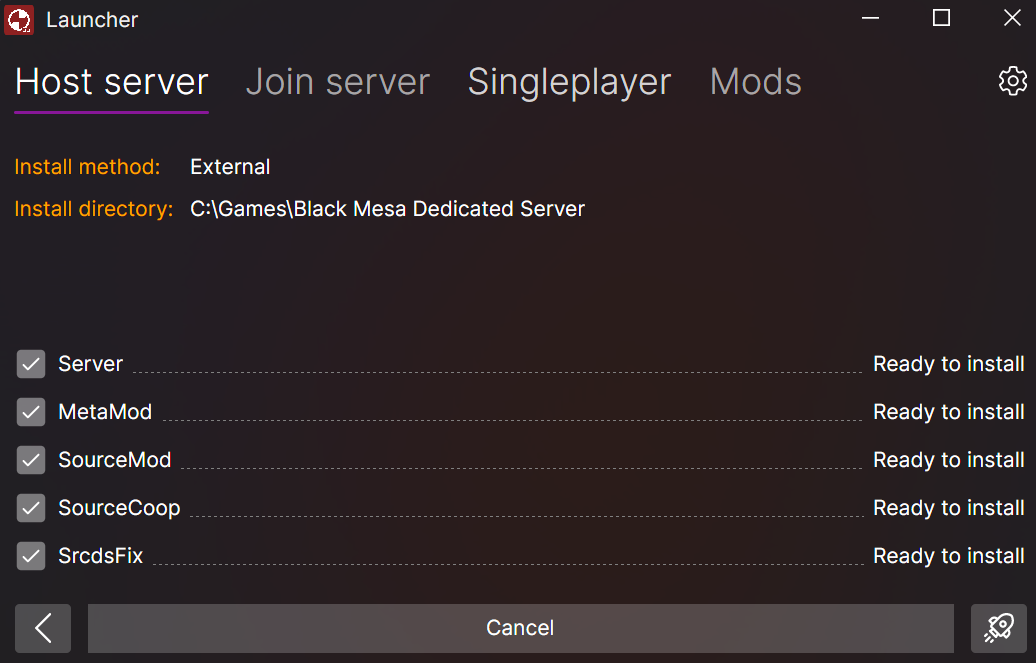 Launcher
Host server Join server Singleplayer Mods
Install method: External
Install directory: C:\Games\Black Mesa Dedicated Server
Server Ready to install
MetaMod Ready to install
SourceMod Ready to install
SourceCoop Ready to install
SrcdsFix Ready to install
Cancel